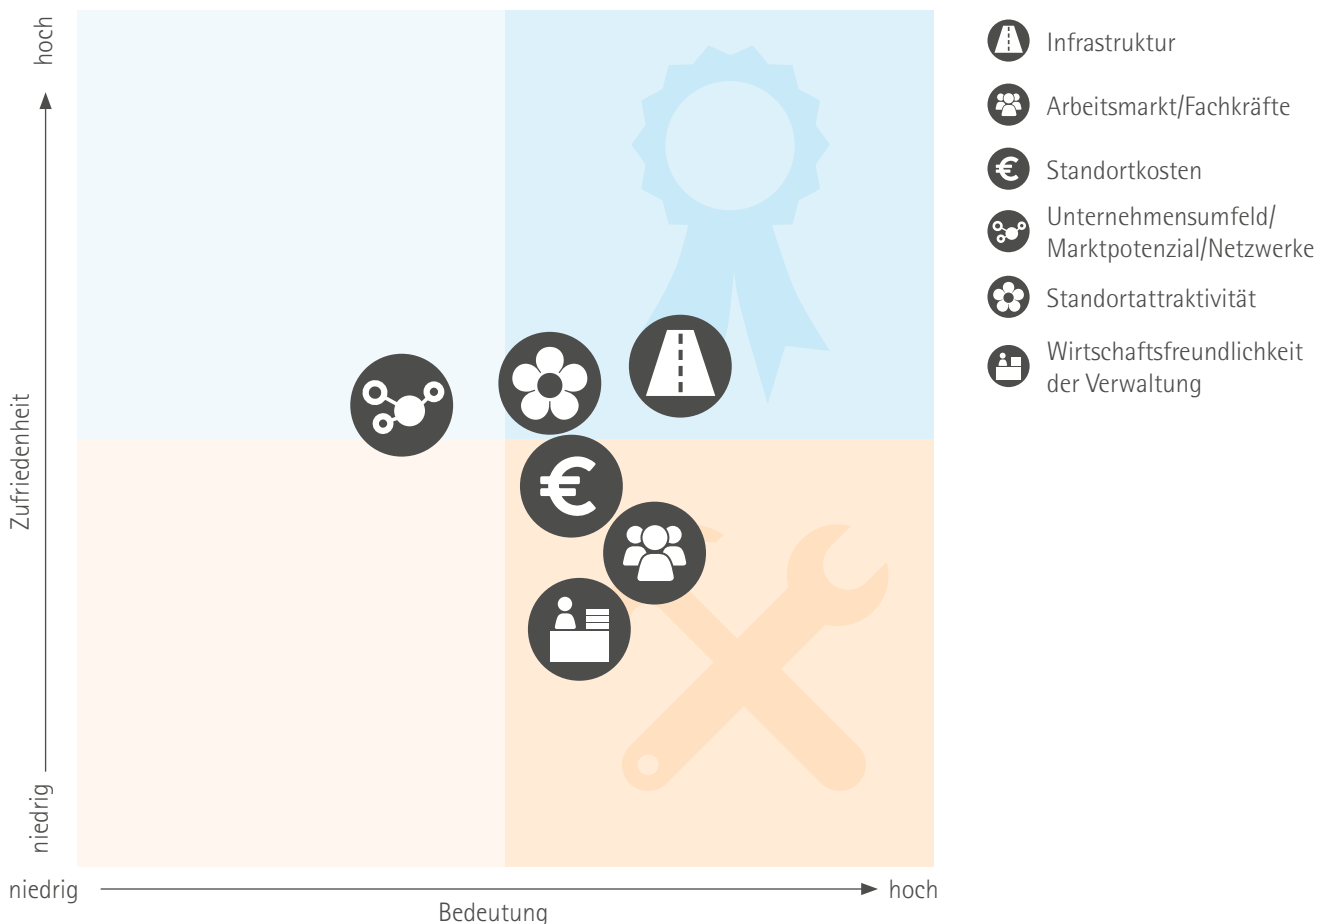 hoch
Zufriedenheit
niedrig
niedrig
hoch
Bedeutung
Infrastruktur
Arbeitsmarkt/Fachkräfte
Standortkosten
Unternehmensumfeld/
Marktpotenzial/Netzwerke
Standortattraktivität
Wirtschaftsfreundlichkeit
der Verwaltung